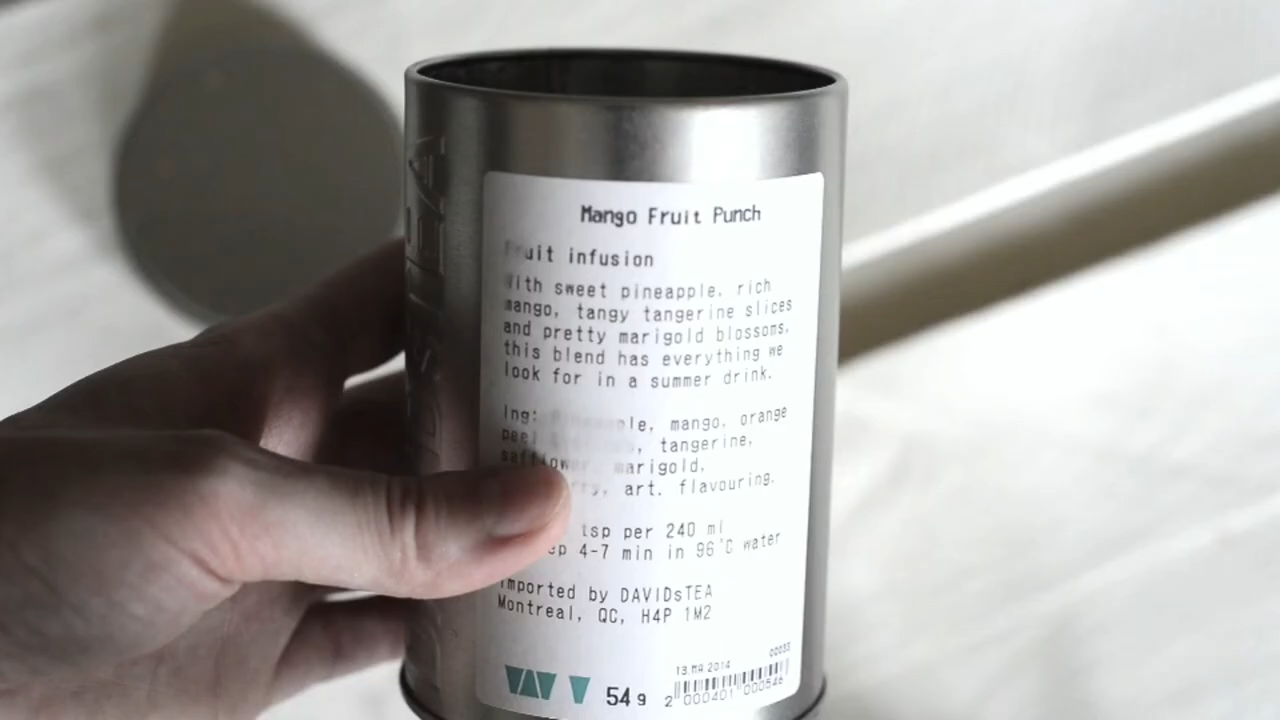 Mango Fruit Punch
Fruit infusion
With sweet pineapple, rich
mango, tangy tangerine slices
and pretty marigold blossoms,
this blend has everything we
look for in a summer drink.
Ing: Pineapple, mango, orange
peel, tangerine,
safflower, marigold,
art. flavouring.
tsp per 240 ml
4-7 min in 96°C water
Imported by DAVIDsTEA
Montreal, QC, H4P 1M2
00033
13.MA.2014
54g
2 000401 000546